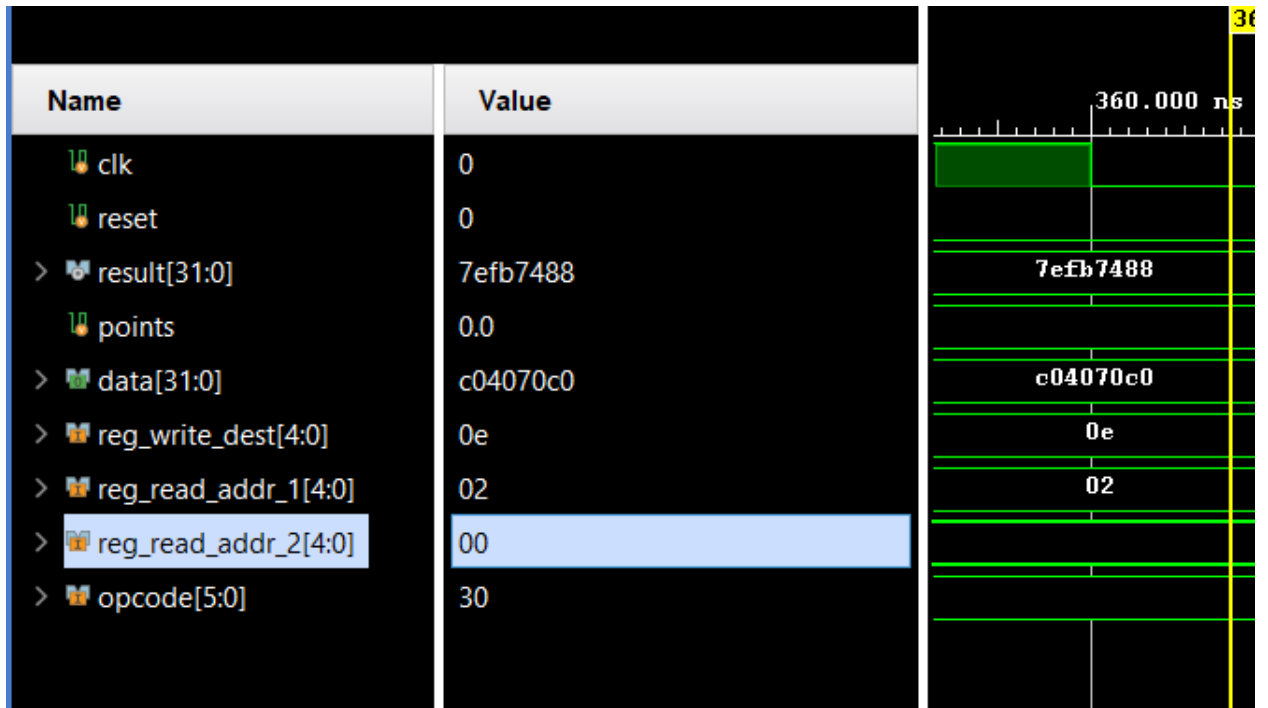 36
Name Value 360.000 ns
clk 0
reset 0
> result[31:0] 7efb7488 7efb7488
points 0.0
> data[31:0] c04070c0 c04070c0
> reg_write_dest[4:0] 0e 0e
> reg_read_addr_1[4:0] 02 02
> reg_read_addr_2[4:0] 00
> opcode[5:0] 30